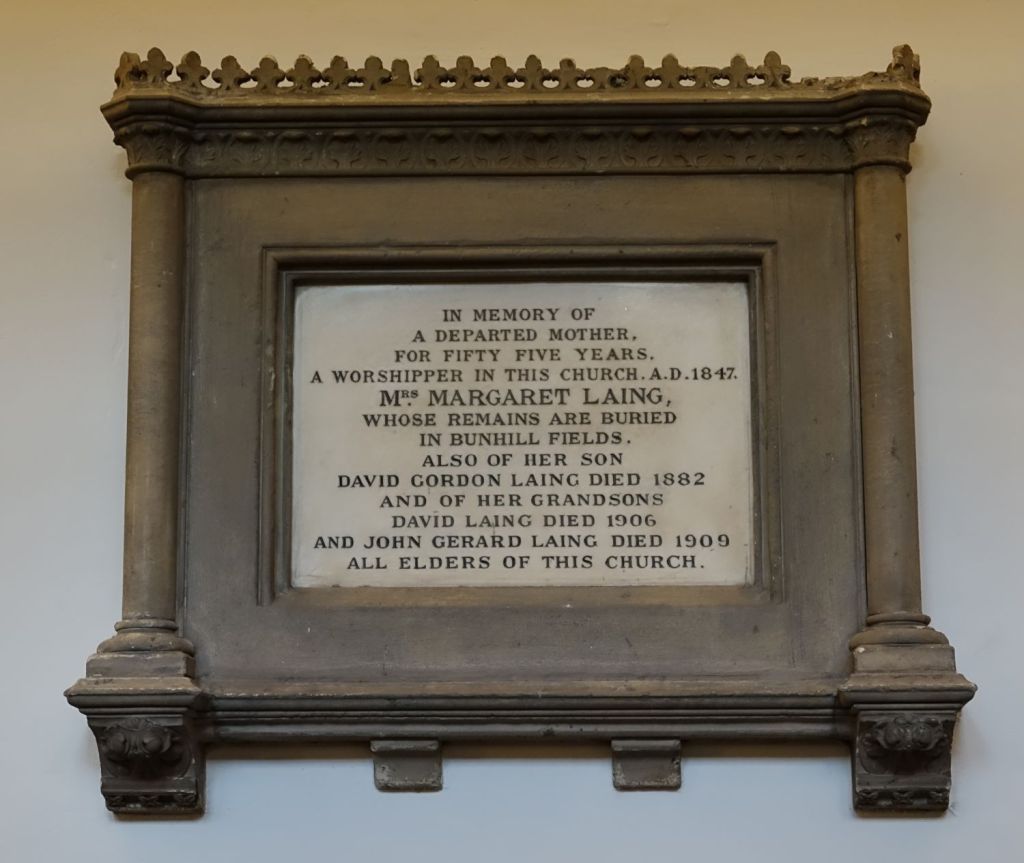 IN MEMORY OF
A DEPARTED MOTHER,
FOR FIFTY FIVE YEARS.
A WORSHIPPER IN THIS CHURCH. A.D. 1847.
MRS. MARGARET LAING,
WHOSE REMAINS ARE BURIED
IN BUNHILL FIELDS.
ALSO OF HER SON
DAVID GORDON LAING DIED 1882
AND OF HER GRANDSONS
DAVID LAING DIED 1906
AND JOHN GERARD LAING DIED 1909
ALL ELDERS OF THIS CHURCH.